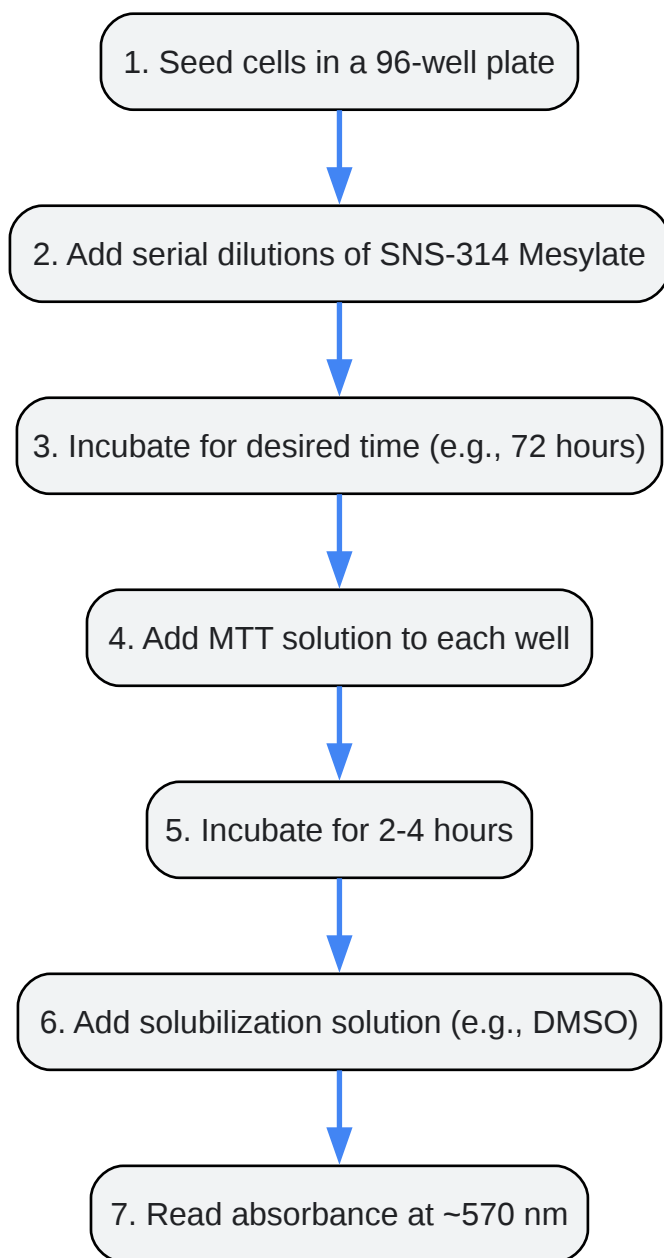 1. Seed cells in a 96-well plate
2. Add serial dilutions of SNS-314 Mesylate
3. Incubate for desired time (e.g., 72 hours)
4. Add MTT solution to each well
5. Incubate for 2-4 hours
6. Add solubilization solution (e.g., DMSO)
7. Read absorbance at ~570 nm